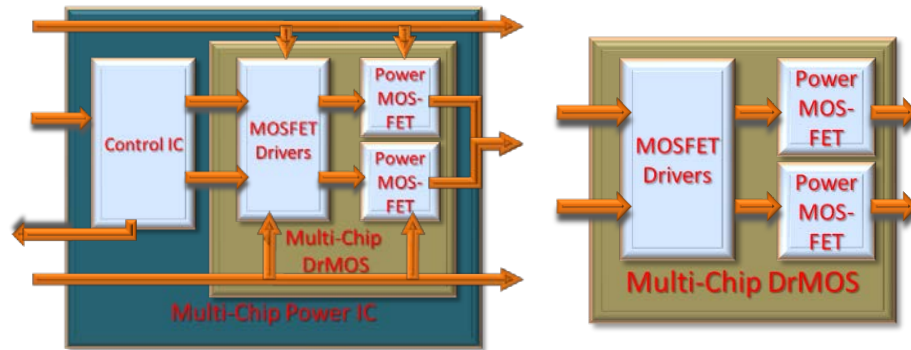 Control IC
MOSFET
Drivers
Power
MOS-
FET
Power
MOS-
FET
Multi-Chip
DrMOS
Multi-Chip Power IC
MOSFET
Drivers
Power
MOS-
FET
Power
MOS-
FET
Multi-Chip DrMOS